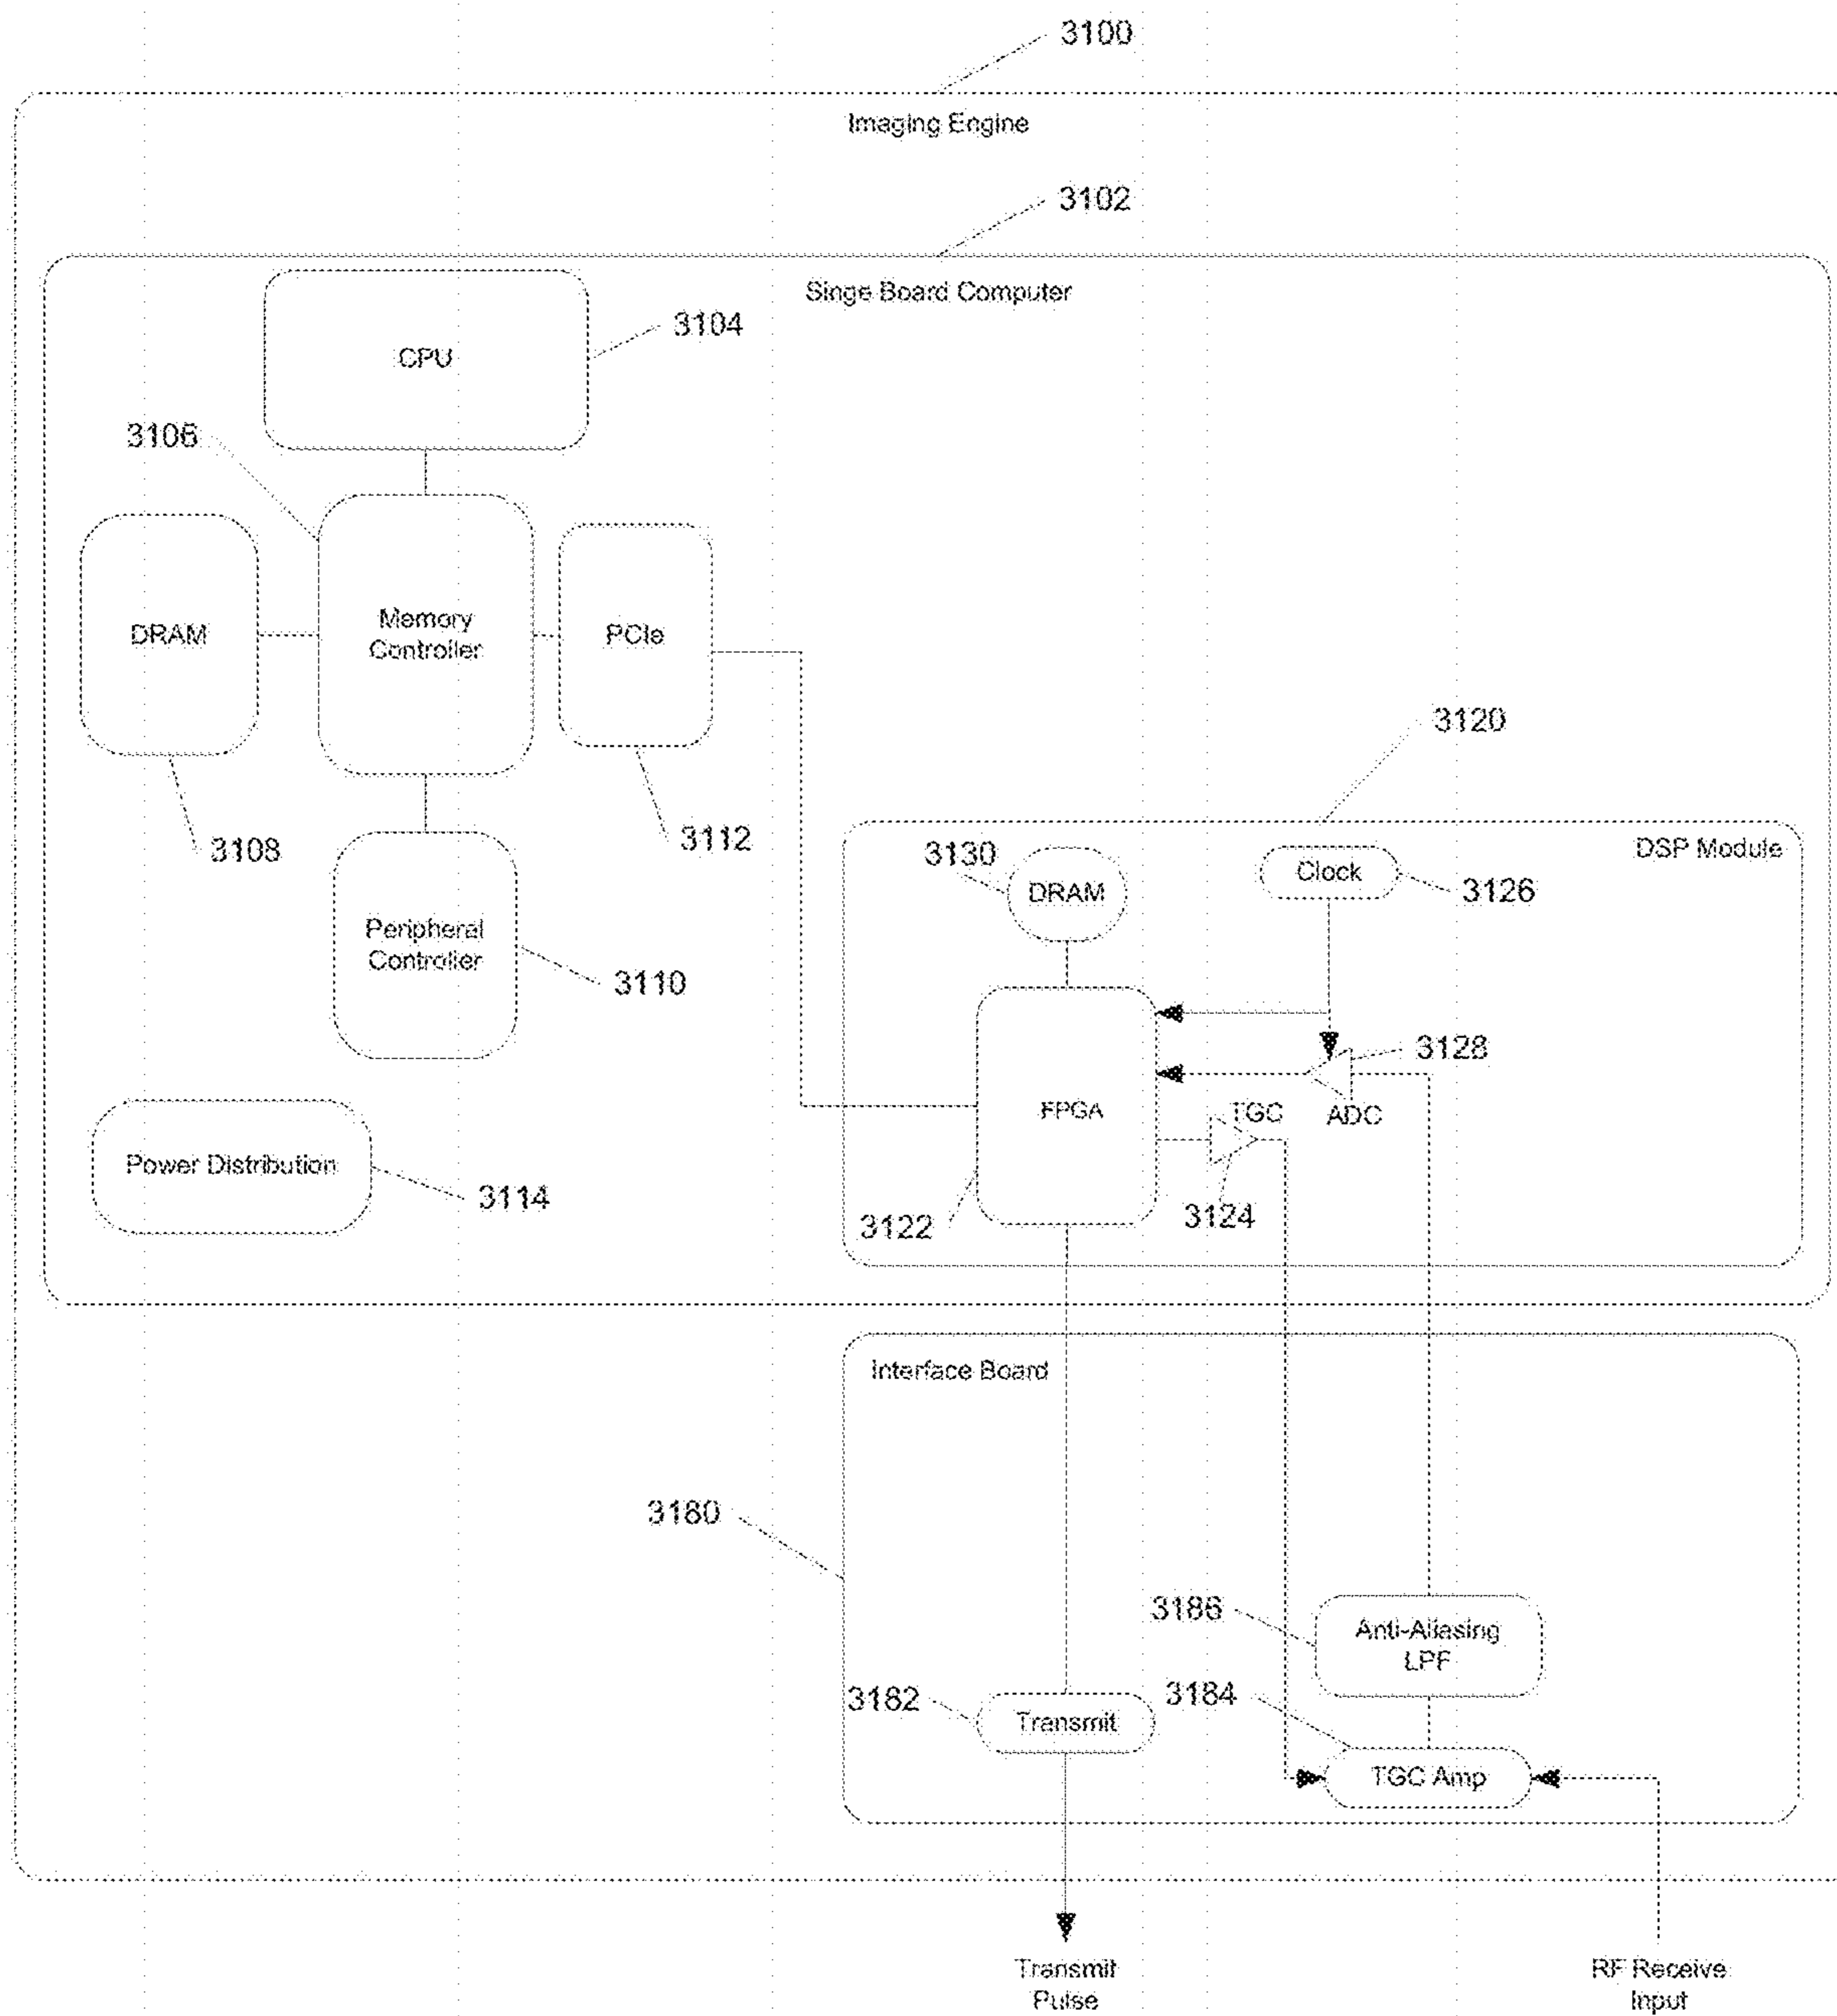 3100
Imaging Engine
3102
Singe Board Computer
3104
CPU
3106
DRAM
Memory
Controller
PCIe
3120
3108
3112
DSP Module
3130
DRAM
Clock
3126
Peripheral
Controller
3110
3128
FPGA
TGC
ADC
Power Distribution
3114
3122
3124
Interface Board
3180
3186
Anti-Aliasing
LPF
3182
Transmit
3184
TGC Amp
Transmit
Pulse
RF Receive
Input